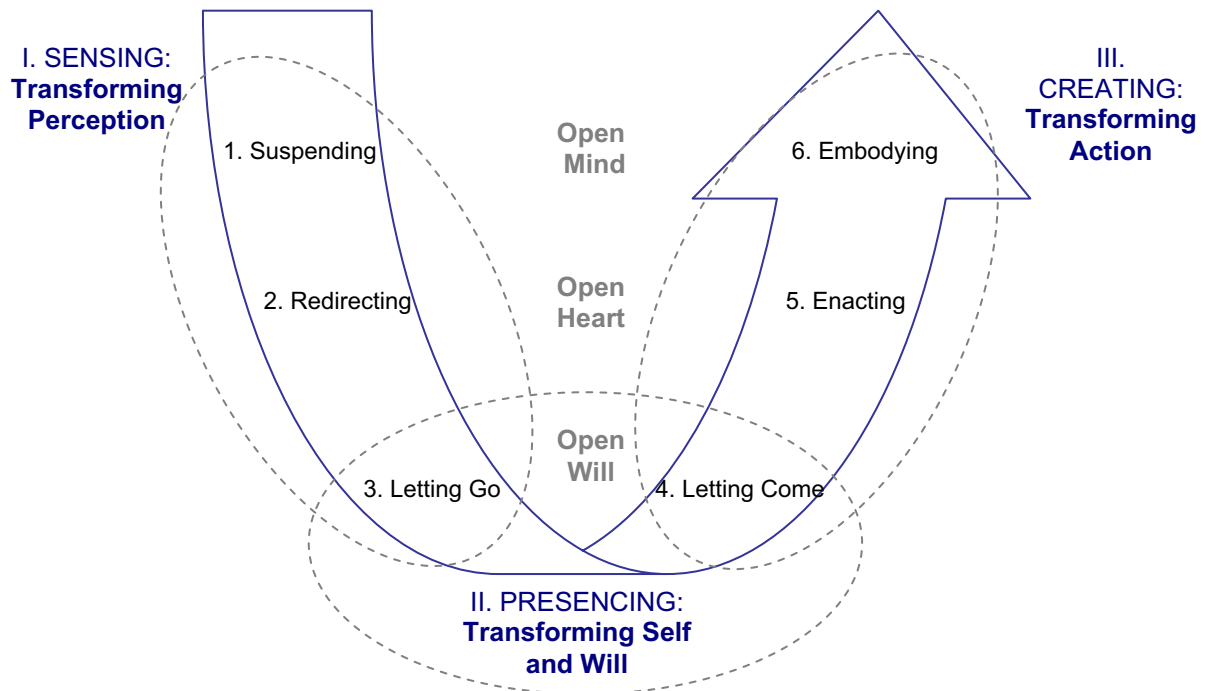 I. SENSING:
Transforming
Perception
III.
CREATING:
Transforming
Action
Open
Mind
1. Suspending
6. Embodying
Open
Heart
2. Redirecting
5. Enacting
Open
Will
3. Letting Go
4. Letting Come
II. PRESENCING:
Transforming Self
and Will